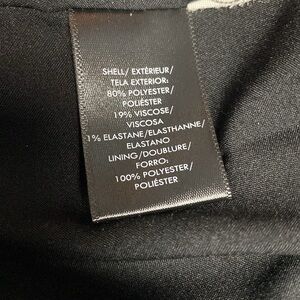 SHELL/ EXTÉRIEUR/
TELA EXTERIOR:
80% POLYESTER/
POLIÉSTER
19% VISCOSE/
VISCOSA
1% ELASTANE/ELASTHANNE/
ELASTANO
LINING/DOUBLURE/
FORRO:
100% POLYESTER/
POLIÉSTER